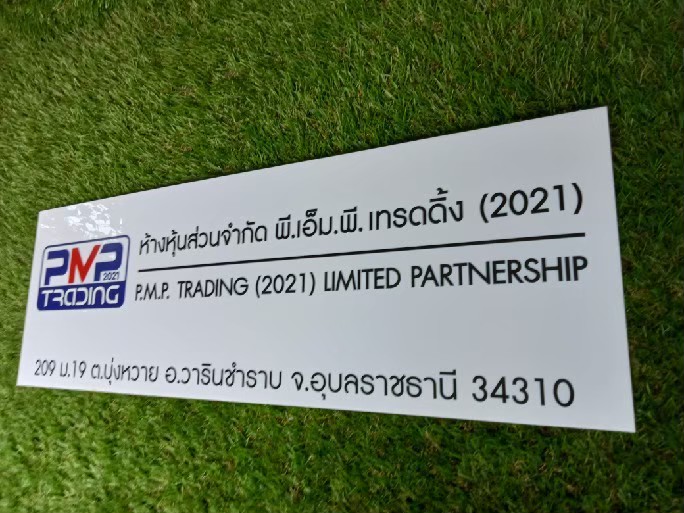 ห้างหุ้นส่วนจำกัด พี.เอ็ม.พี.เทรดดิ้ง (2021)
PMP
2021
TRADING
P.M.P. TRADING (2021) LIMITED PARTNERSHIP
209 ม.19 ต.บุ่งหวาย อ.วารินชำราบ จ.อุบลราชธานี 34310